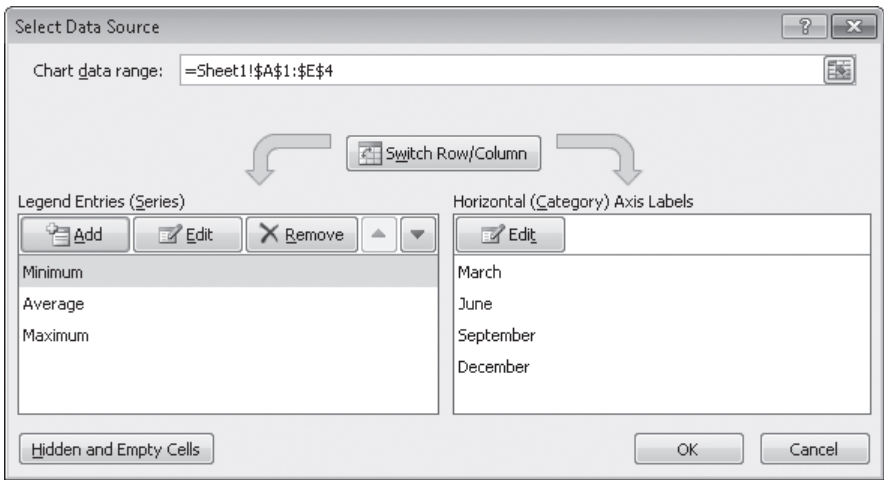 Select Data Source
Chart data range: =Sheet1!$A$1:$E$4
Switch Row/Column
Legend Entries (Series)
Horizontal (Category) Axis Labels
Add Edit Remove
Edit
Minimum
Average
Maximum
March
June
September
December
Hidden and Empty Cells
OK Cancel